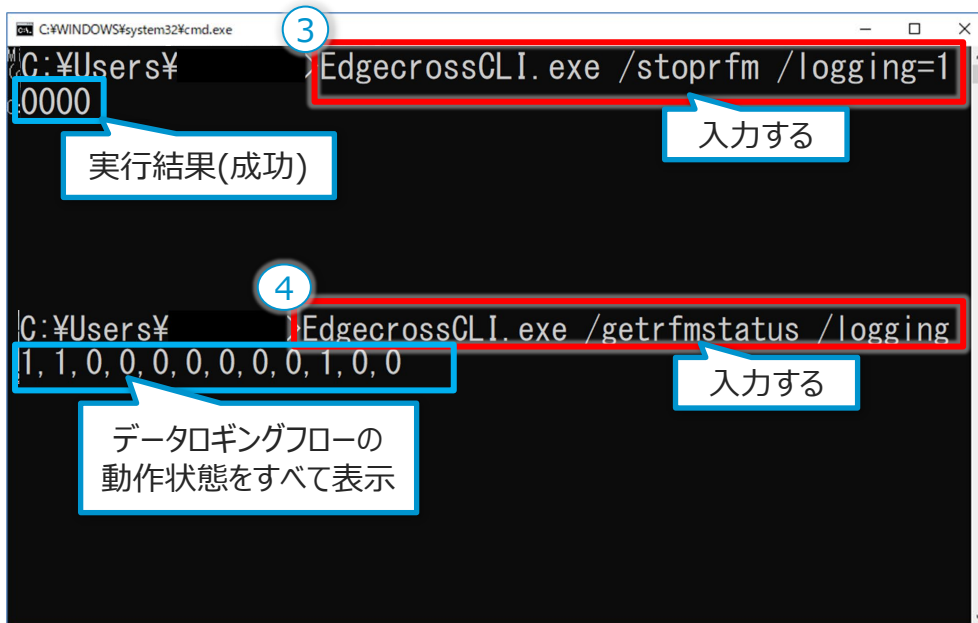 C:¥WINDOWS¥system32¥cmd.exe
③
C:¥Users¥ >EdgecrossCLI.exe /stoprfm /logging=1
0000
入力する
実行結果(成功)
④
C:¥Users¥ >EdgecrossCLI.exe /getrfmstatus /logging
1,1,0,0,0,0,0,0,0,1,0,0
入力する
データロギングフローの
動作状態をすべて表示